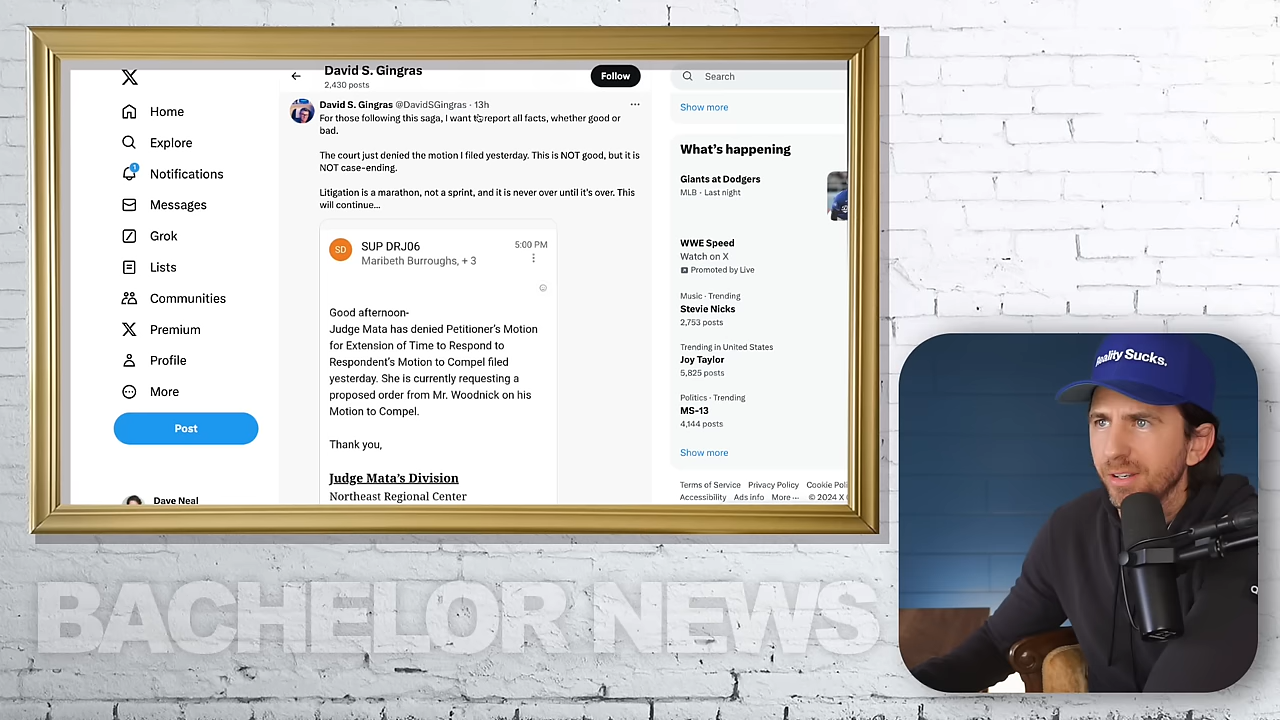 David S. Gingras
2,430 posts
Follow
Search
Home
Explore
1
Notifications
Messages
Grok
Lists
Communities
Premium
Profile
More
Post
Dave Neal
David S. Gingras @DavidSGingras · 13h
For those following this saga, I want to report all facts, whether good or
bad.
The court just denied the motion I filed yesterday. This is NOT good, but it is
NOT case-ending.
Litigation is a marathon, not a sprint, and it is never over until it's over. This
will continue...
SD
SUP DRJ06
5:00 PM
Maribeth Burroughs, + 3
Good afternoon-
Judge Mata has denied Petitioner's Motion
for Extension of Time to Respond to
Respondent's Motion to Compel filed
yesterday. She is currently requesting a
proposed order from Mr. Woodnick on his
Motion to Compel.
Thank you,
Judge Mata's Division
Northeast Regional Center
Show more
What's happening
Giants at Dodgers
MLB · Last night
WWE Speed
Watch on X
Promoted by Live
Music · Trending
Stevie Nicks
2,753 posts
Trending in United States
Joy Taylor
5,825 posts
Politics · Trending
MS-13
4,144 posts
Show more
Terms of Service Privacy Policy Cookie Poli
Accessibility Ads info More ··· © 2024 X
Reality Sucks.
BACHELOR NEWS